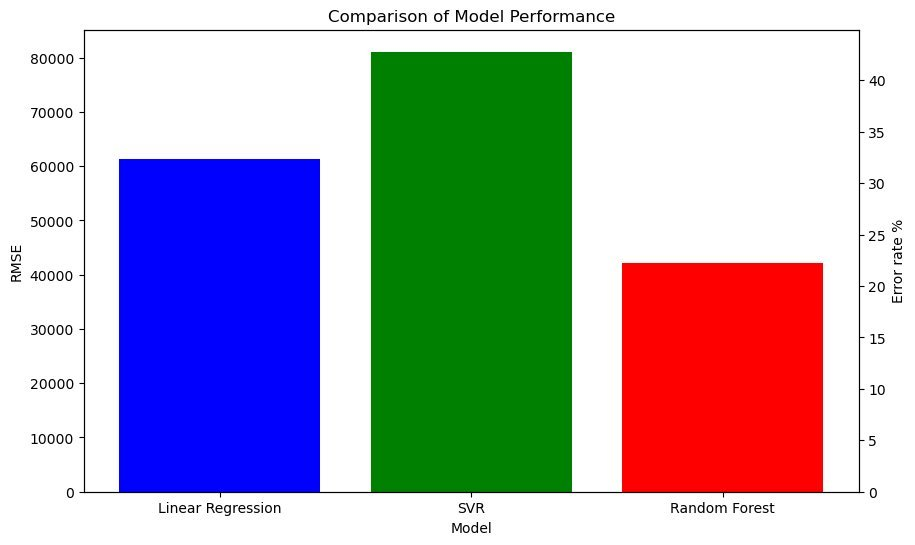 Comparison of Model Performance
RMSE
80000
70000
60000
50000
40000
30000
20000
10000
0
40
35
30
25
20
15
10
5
0
Error rate %
Linear Regression
SVR
Random Forest
Model